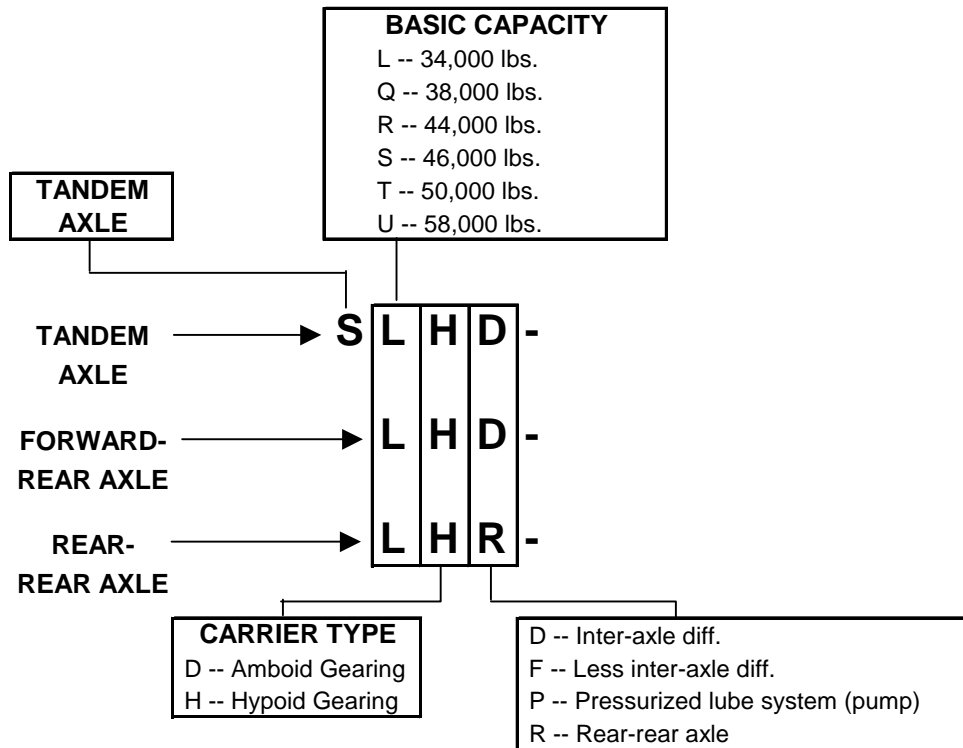 BASIC CAPACITY
L -- 34,000 lbs.
Q -- 38,000 lbs.
R -- 44,000 lbs.
S -- 46,000 lbs.
T -- 50,000 lbs.
U -- 58,000 lbs.
TANDEM
AXLE
TANDEM
AXLE
S L H D -
FORWARD-
REAR AXLE
L H D -
REAR-
REAR AXLE
L H R -
CARRIER TYPE
D -- Amboid Gearing
H -- Hypoid Gearing
D -- Inter-axle diff.
F -- Less inter-axle diff.
P -- Pressurized lube system (pump)
R -- Rear-rear axle